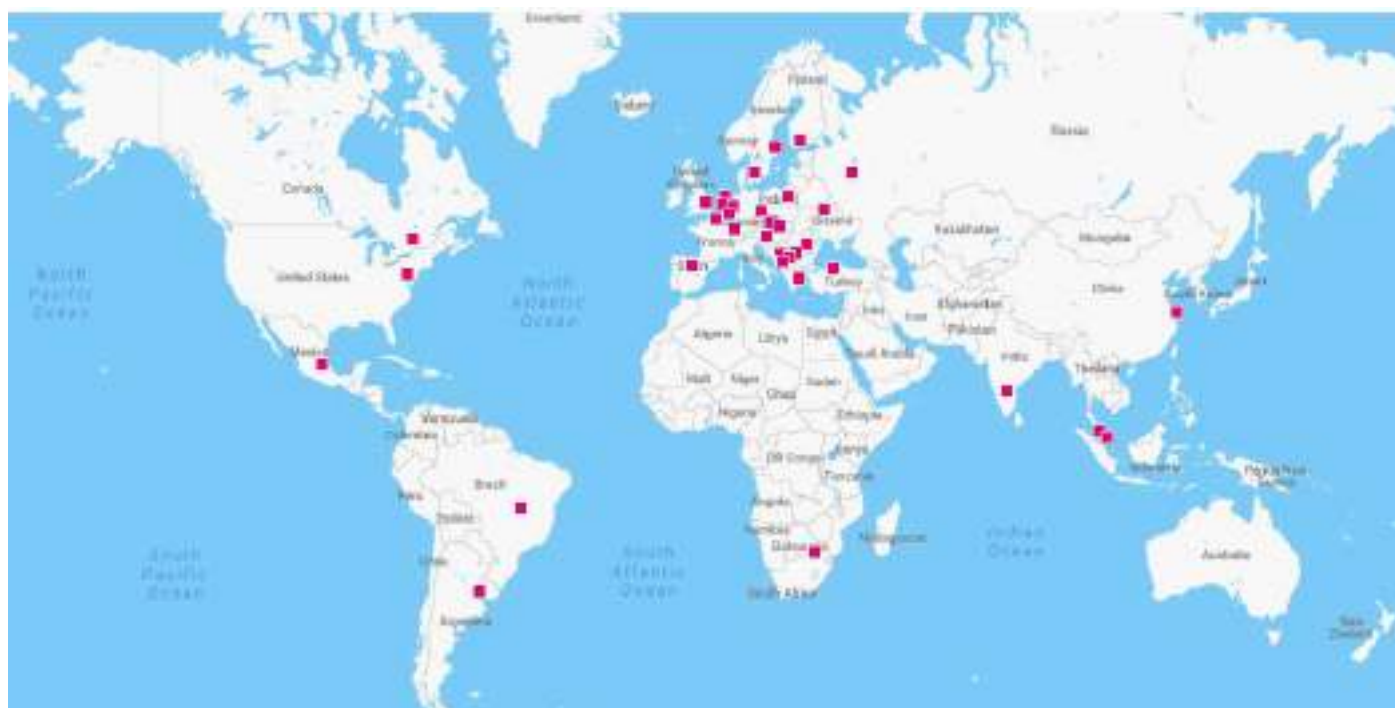 Greenland
Iceland
Finland
Sweden
Norway
Russia
United Kingdom
Canada
Ukraine
France
Kazakhstan
Mongolia
North Pacific Ocean
United States
North Atlantic Ocean
Spain
Italy
Turkey
China
South Korea
Japan
Iraq
Iran
Afghanistan
Pakistan
Algeria
Libya
Egypt
Saudi Arabia
India
Mexico
Mali
Niger
Chad
Sudan
Thailand
Nigeria
Ethiopia
Venezuela
Colombia
DR Congo
Kenya
Tanzania
Indonesia
Papua New Guinea
Peru
Brazil
Bolivia
Angola
Namibia
Botswana
Madagascar
Indian Ocean
South Pacific Ocean
Chile
South Atlantic Ocean
Australia
South Africa
Argentina
New Zealand